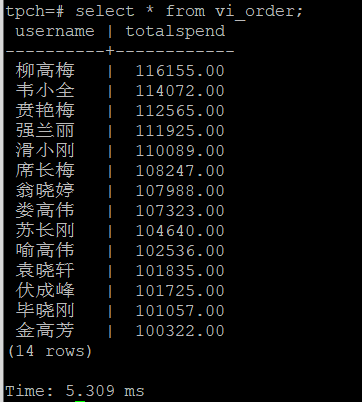 tpch=# select * from vi_order;
 username | totalspend
----------+------------
 柳高梅   |  116155.00
 韦小全   |  114072.00
 贲艳梅   |  112565.00
 强兰丽   |  111925.00
 滑小刚   |  110089.00
 席长梅   |  108247.00
 翁晓婷   |  107988.00
 娄高伟   |  107323.00
 苏长刚   |  104640.00
 喻高伟   |  102536.00
 袁晓轩   |  101835.00
 伏成峰   |  101725.00
 毕晓刚   |  101057.00
 金高芳   |  100322.00
(14 rows)
Time: 5.309 ms